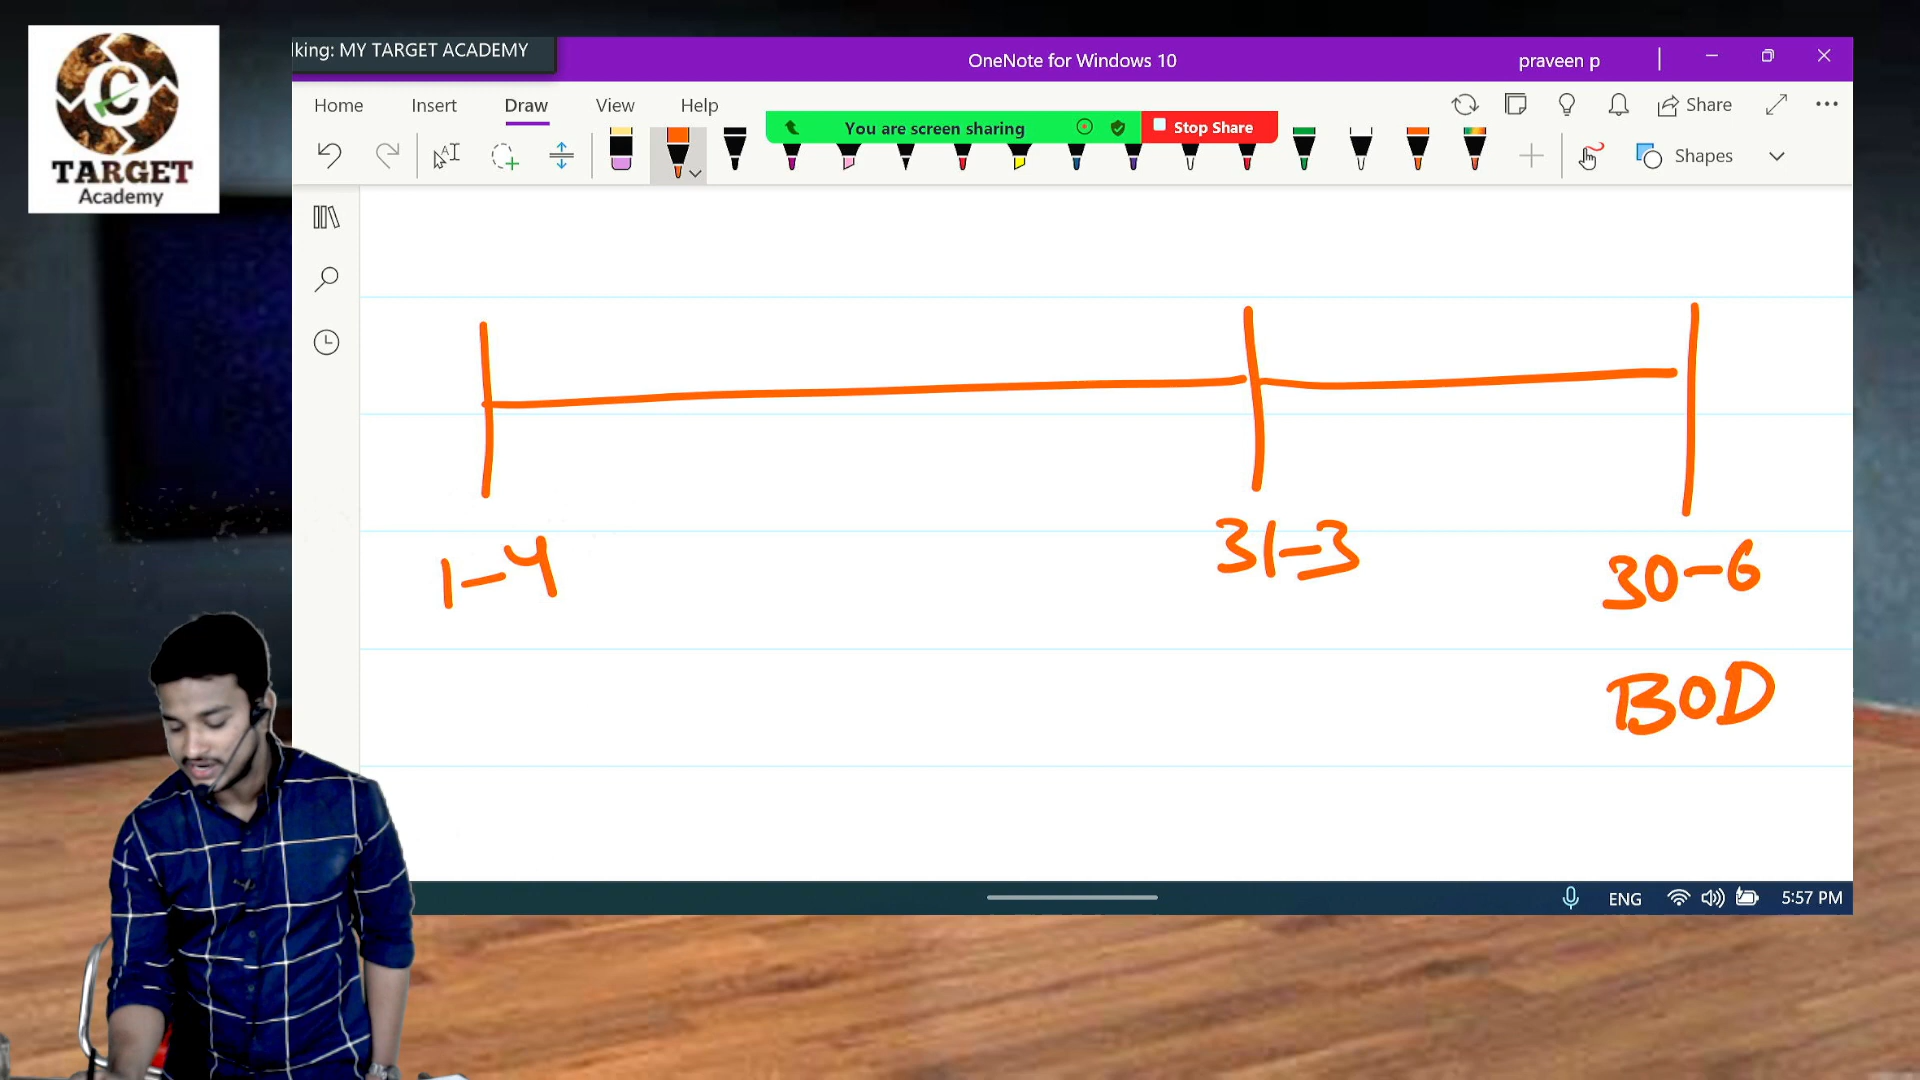 TARGET
Academy
lking: MY TARGET ACADEMY
OneNote for Windows 10
praveen p
Home Insert Draw View Help
You are screen sharing
Stop Share
Share
Shapes
1-4
31-3
30-6
BOD
ENG
5:57 PM